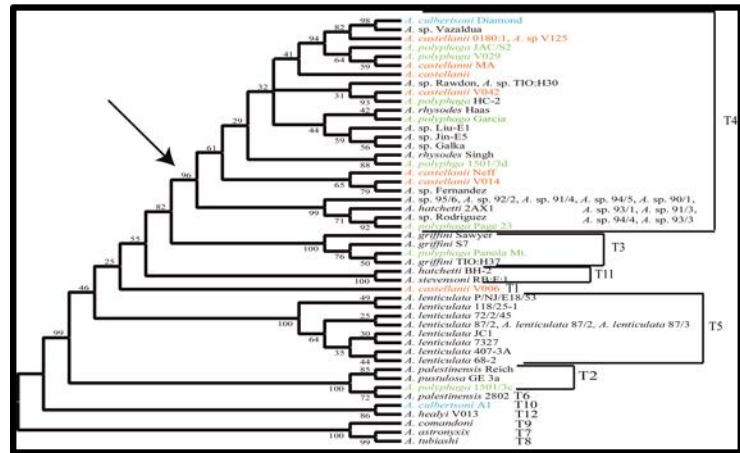 98 A. culbertsoni Diamond
82 A. sp. Vazaldua
94 A. castellanii 0180:1, A. sp V125
A. polyphaga JAC/S2
41 64 A. polyphaga V029
59 A. castellanni MA
A. castellanii
32 A. sp. Rawdon, A. sp. TIO:H30
31 A. castellanii V042
93 A. polyphaga HC-2
42 A. rhysodes Haas
29 44 A. polyphaga Garcia
59 A. sp. Liu-E1
A. sp. Jin-E5
56 A. sp. Galka
A. rhysodes Singh
61 88 A. polyphga 1501/3d
A. castellanii Neff
96 65 A. castellanii V014
79 A. sp. Fernandez
A. sp. 95/6, A. sp. 92/2, A. sp. 91/4, A. sp. 94/5, A. sp. 90/1,
99 A. hatchetti 2AX1 A. sp. 93/1, A. sp. 91/3,
82 71 A. sp. Rodriguez A. sp. 94/4, A. sp. 93/3
92 A. polyphaga Page 23
T4
A. griffini Sawyer
55 100 A. griffini S7
76 A. polyphaga Panola Mt.
50 A. griffini TIO:H37
T3
25 A. hatchetti BH-2
100 A. stevensoni RB:F:1
T11
46 A. castellanii V006 T1
49 A. lenticulata P/NJ/E18/53
A. lenticulata 118/25-1
25 A. lenticulata 72/2/45
100 A. lenticulata 87/2, A. lenticulata 87/2, A. lenticulata 87/3
64 30 A. lenticulata JC1
A. lenticulata 7327
99 35 A. lenticulata 407-3A
44 A. lenticulata 68-2
T5
85 A. palestinensis Reich
A. pustulosa GE 3a
100 A. polyphaga 1501/3c
T2
72 A. palestinensis 2802 T6
A. culbertsoni A1 T10
86 A. healyi V013 T12
A. comandoni T9
100 A. astronyxix T7
99 A. tubiashi T8